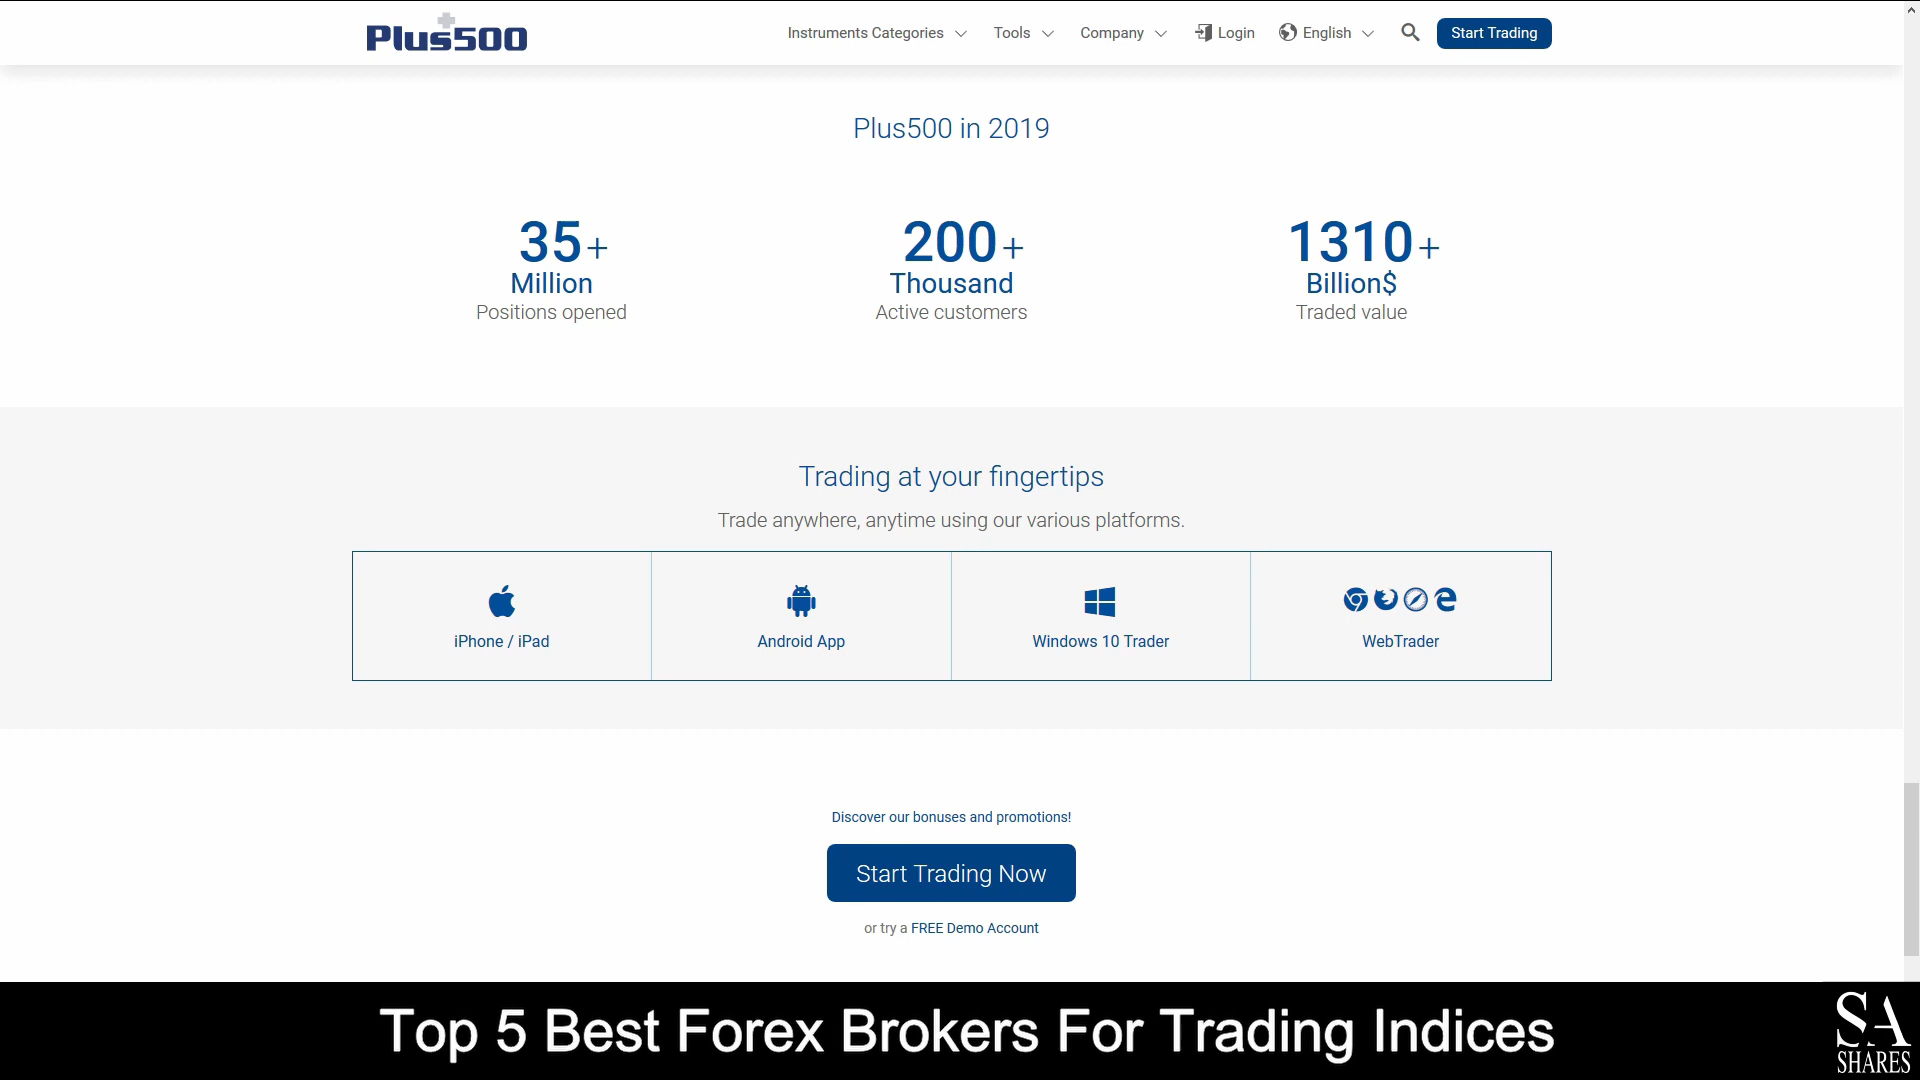 Plus500
Instruments Categories
Tools
Company
Login
English
Start Trading
Plus500 in 2019
35+
Million
Positions opened
200+
Thousand
Active customers
1310+
Billion$
Traded value
Trading at your fingertips
Trade anywhere, anytime using our various platforms.
iPhone / iPad
Android App
Windows 10 Trader
WebTrader
Discover our bonuses and promotions!
Start Trading Now
or try a FREE Demo Account
Top 5 Best Forex Brokers For Trading Indices
SA
SHARES